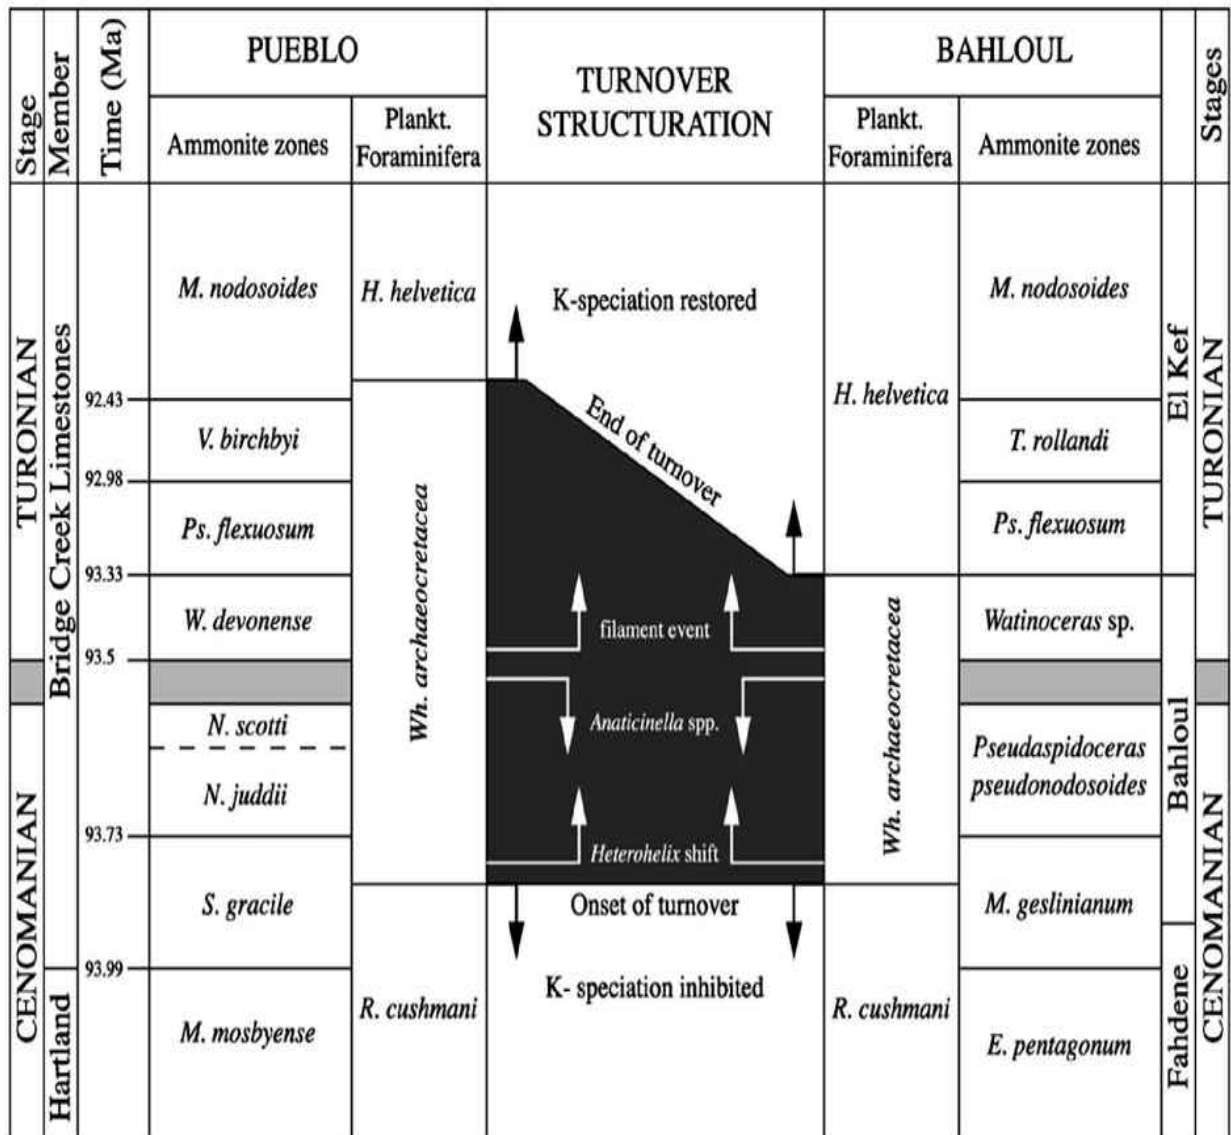 Stage
Member
Time (Ma)
PUEBLO
Ammonite zones
Plankt.
Foraminifera
TURNOVER
STRUCTURATION
BAHLOUL
Plankt.
Foraminifera
Ammonite zones
Stages
TURONIAN
CENOMANIAN
Bridge Creek Limestones
Hartland
92.43
92.98
93.33
93.5
93.73
93.99
M. nodosoides
V. birchbyi
Ps. flexuosum
W. devonense
N. scotti
N. juddii
S. gracile
M. mosbyense
H. helvetica
Wh. archaeocretacea
R. cushmani
K-speciation restored
End of turnover
filament event
Anaticinella spp.
Heterohelix shift
Onset of turnover
K- speciation inhibited
H. helvetica
Wh. archaeocretacea
R. cushmani
M. nodosoides
T. rollandi
Ps. flexuosum
Watinoceras sp.
Pseudaspidoceras
pseudonodosoides
M. geslinianum
E. pentagonum
El Kef
Bahloul
Fahdene
TURONIAN
CENOMANIAN